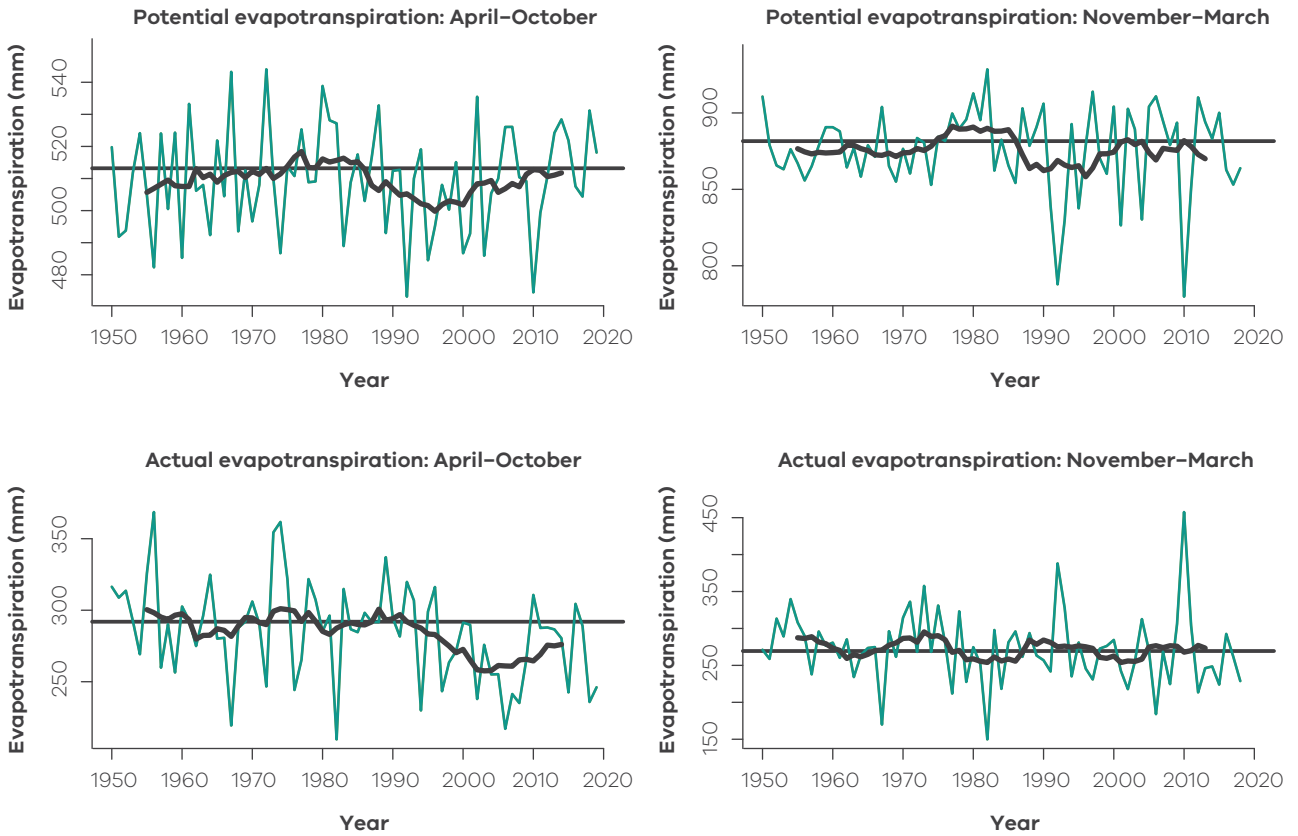 Potential evapotranspiration: April–October
Evapotranspiration (mm)
540
520
500
480
1950 1960 1970 1980 1990 2000 2010 2020
Year
Potential evapotranspiration: November–March
Evapotranspiration (mm)
900
850
800
1950 1960 1970 1980 1990 2000 2010 2020
Year
Actual evapotranspiration: April–October
Evapotranspiration (mm)
350
300
250
1950 1960 1970 1980 1990 2000 2010 2020
Year
Actual evapotranspiration: November–March
Evapotranspiration (mm)
450
350
250
150
1950 1960 1970 1980 1990 2000 2010 2020
Year